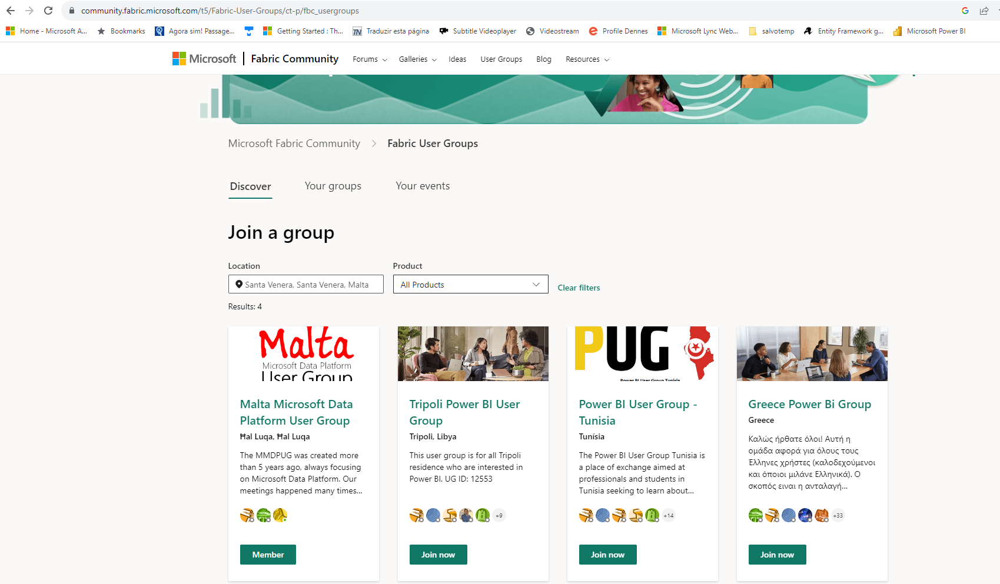 community.fabric.microsoft.com/t5/Fabric-User-Groups/ct-p/fbc_usergroups
Home - Microsoft A... Bookmarks Agora sim! Passage... Getting Started : Th... TN Traduzir esta página Subtitle Videoplayer Videostream Profile Dennes Microsoft Lync Web... salvotemp Entity Framework g... Microsoft Power BI
Microsoft Fabric Community Forums Galleries Ideas User Groups Blog Resources
Microsoft Fabric Community > Fabric User Groups
Discover Your groups Your events
Join a group
Location Product
Santa Venera, Santa Venera, Malta All Products Clear filters
Results: 4
Malta
Microsoft Data Platform
User Group
Malta Microsoft Data
Platform User Group
Ħal Luqa, Ħal Luqa
The MMDPUG was created more
than 5 years ago, always focusing
on Microsoft Data Platform. Our
meetings happened many times...
Member
Tripoli Power BI User
Group
Tripoli, Libya
This user group is for all Tripoli
residence who are interested in
Power BI. UG ID: 12553
+9
Join now
PUG
Power BI User Group Tunisia
Power BI User Group -
Tunisia
Tunísia
The Power BI User Group Tunisia is
a place of exchange aimed at
professionals and students in
Tunisia seeking to learn about...
+14
Join now
Greece Power Bi Group
Greece
Καλώς ήρθατε όλοι! Αυτή η
ομάδα αφορά για όλους τους
Έλληνες χρήστες (καλοδεχούμενοι
και όποιοι μιλάνε Ελληνικά). Ο
σκοπός ειναι η ανταλαγή...
+33
Join now